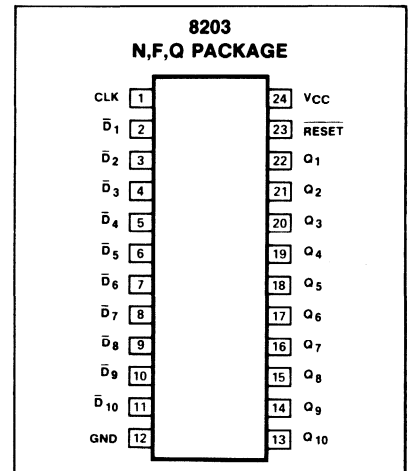 8203
N,F,Q PACKAGE
CLK 1 24 VCC
D̅1 2 23 R̅E̅S̅E̅T̅
D̅2 3 22 Q1
D̅3 4 21 Q2
D̅4 5 20 Q3
D̅5 6 19 Q4
D̅6 7 18 Q5
D̅7 8 17 Q6
D̅8 9 16 Q7
D̅9 10 15 Q8
D̅10 11 14 Q9
GND 12 13 Q10